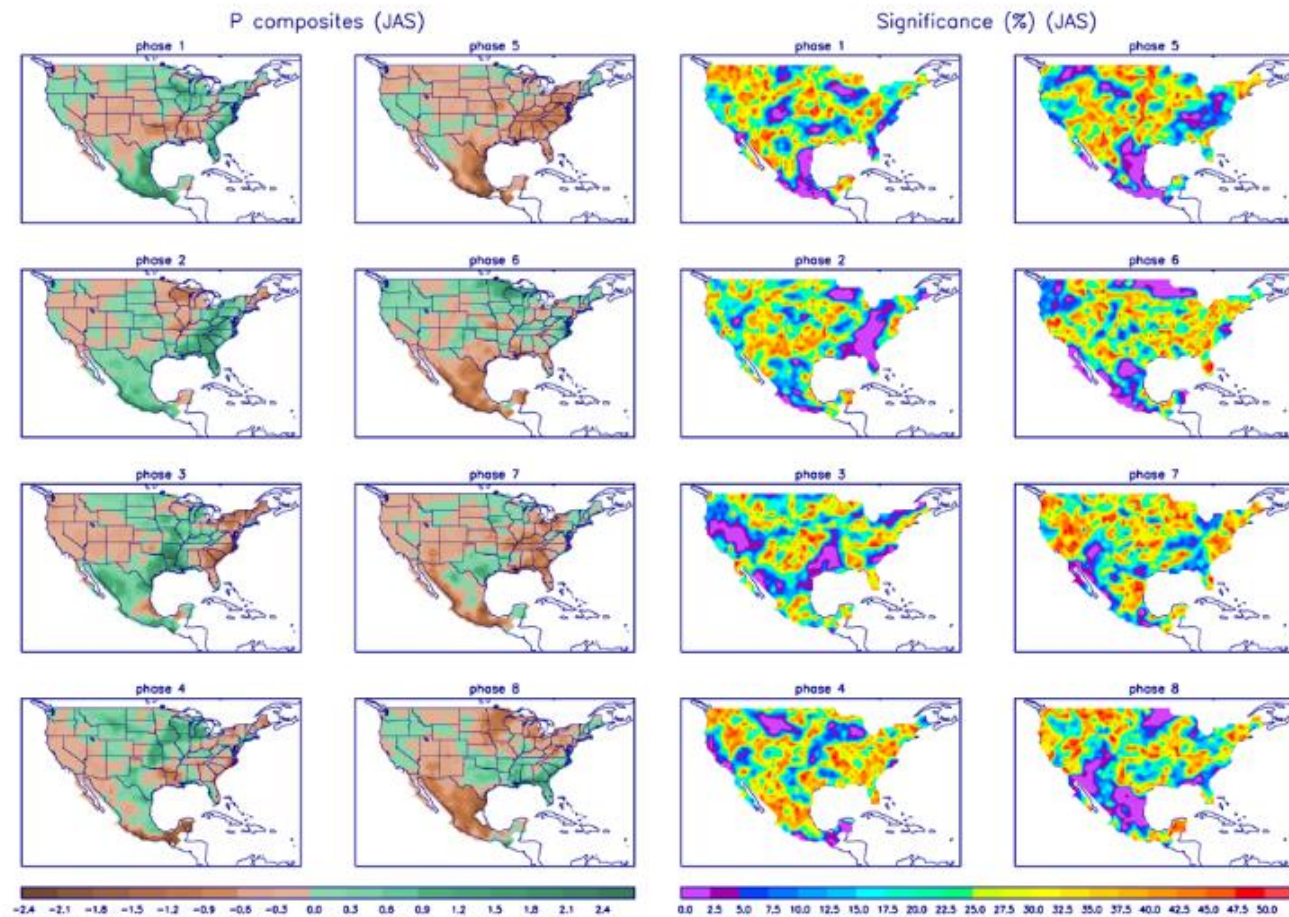 P composites (JAS) Significance (%) (JAS)
phase 1 phase 5 phase 1 phase 5
phase 2 phase 6 phase 2 phase 6
phase 3 phase 7 phase 3 phase 7
phase 4 phase 8 phase 4 phase 8
-2.4 -2.1 -1.8 -1.5 -1.2 -0.9 -0.6 -0.5 -0.3 0.0 0.3 0.6 0.9 1.2 1.5 1.8 2.1 2.4 0.0 2.5 5.0 7.5 10.0 12.5 15.0 17.5 20.0 22.5 25.0 27.5 30.0 32.5 35.0 37.5 40.0 42.5 45.0 47.5 50.0